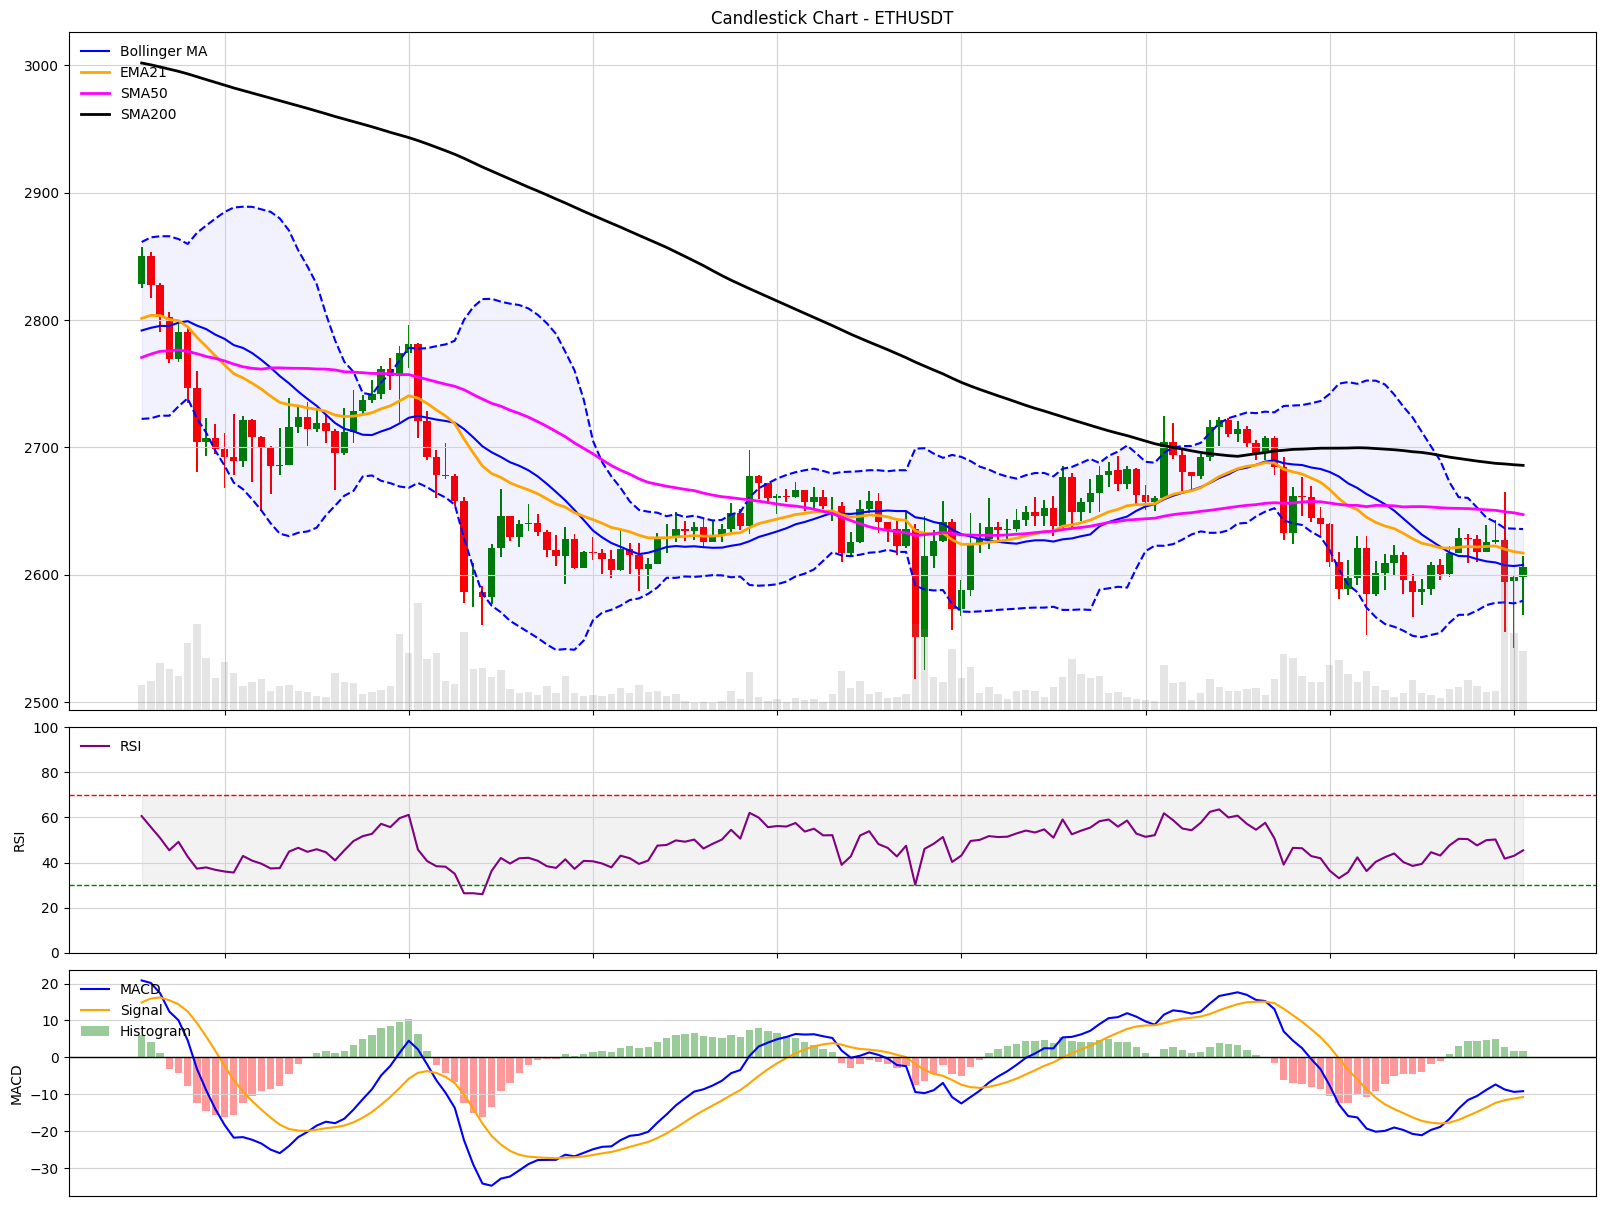 Candlestick Chart - ETHUSDT
Bollinger MA
EMA21
SMA50
SMA200
3000
2900
2800
2700
2600
2500
RSI
100
80
60
40
20
0
RSI
MACD
Signal
Histogram
20
10
0
−10
−20
−30
MACD